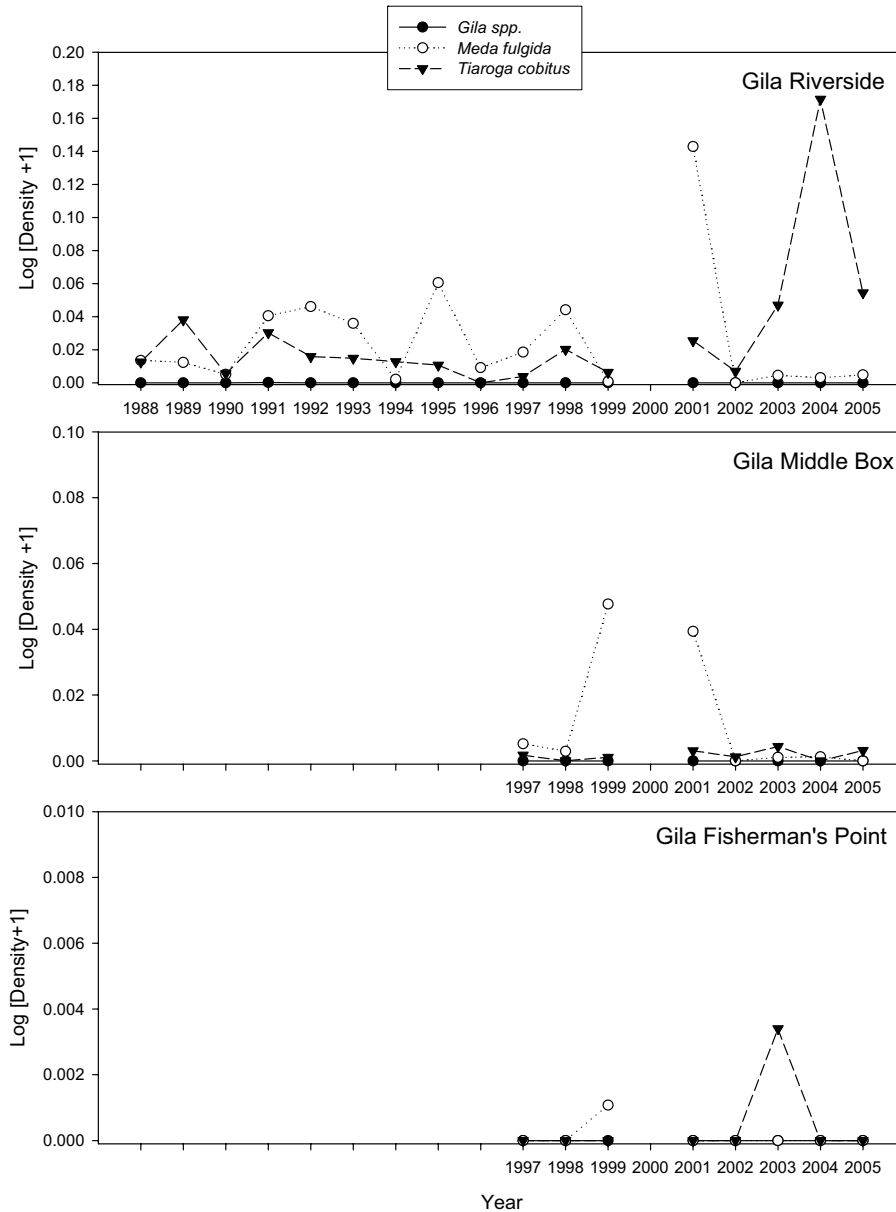 Gila spp.
Meda fulgida
Tiaroga cobitus
Gila Riverside
Log [Density +1]
0.20
0.18
0.16
0.14
0.12
0.10
0.08
0.06
0.04
0.02
0.00
1988 1989 1990 1991 1992 1993 1994 1995 1996 1997 1998 1999 2000 2001 2002 2003 2004 2005
Gila Middle Box
Log [Density +1]
0.10
0.08
0.06
0.04
0.02
0.00
1997 1998 1999 2000 2001 2002 2003 2004 2005
Gila Fisherman's Point
Log [Density+1]
0.010
0.008
0.006
0.004
0.002
0.000
1997 1998 1999 2000 2001 2002 2003 2004 2005
Year